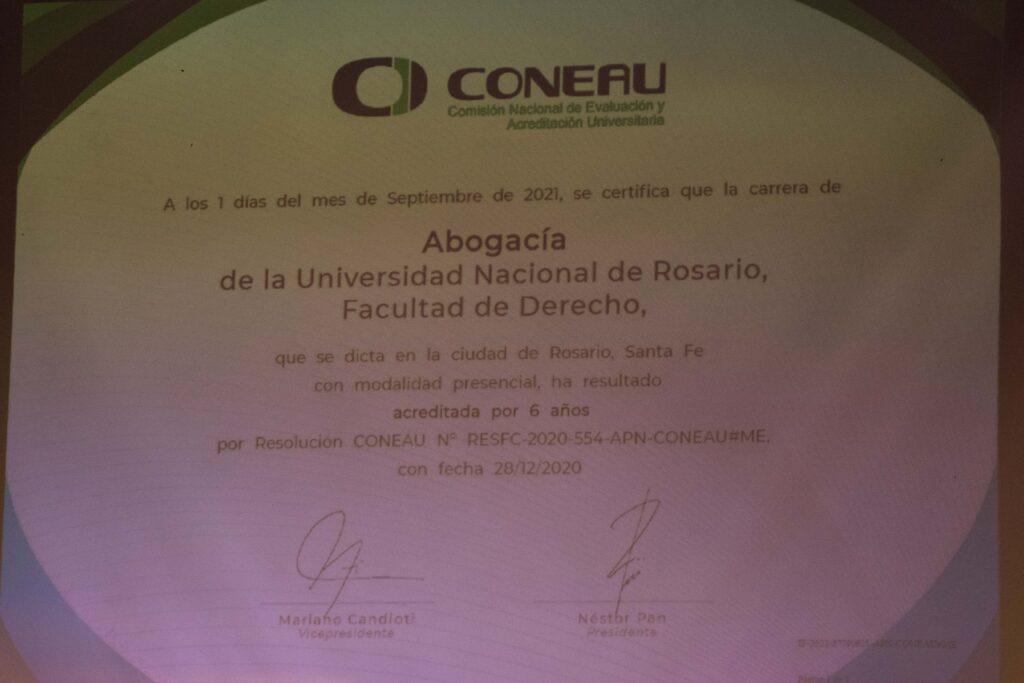 CONEAU
Comisión Nacional de Evaluación y
Acreditación Universitaria
A los 1 días del mes de Septiembre de 2021, se certifica que la carrera de
Abogacía
de la Universidad Nacional de Rosario,
Facultad de Derecho,
que se dicta en la ciudad de Rosario, Santa Fe
con modalidad presencial, ha resultado
acreditada por 6 años
por Resolución CONEAU N° RESFC-2020-554-APN-CONEAU#ME,
con fecha 28/12/2020
Mariano Candioti
Vicepresidente
Néstor Pan
Presidente